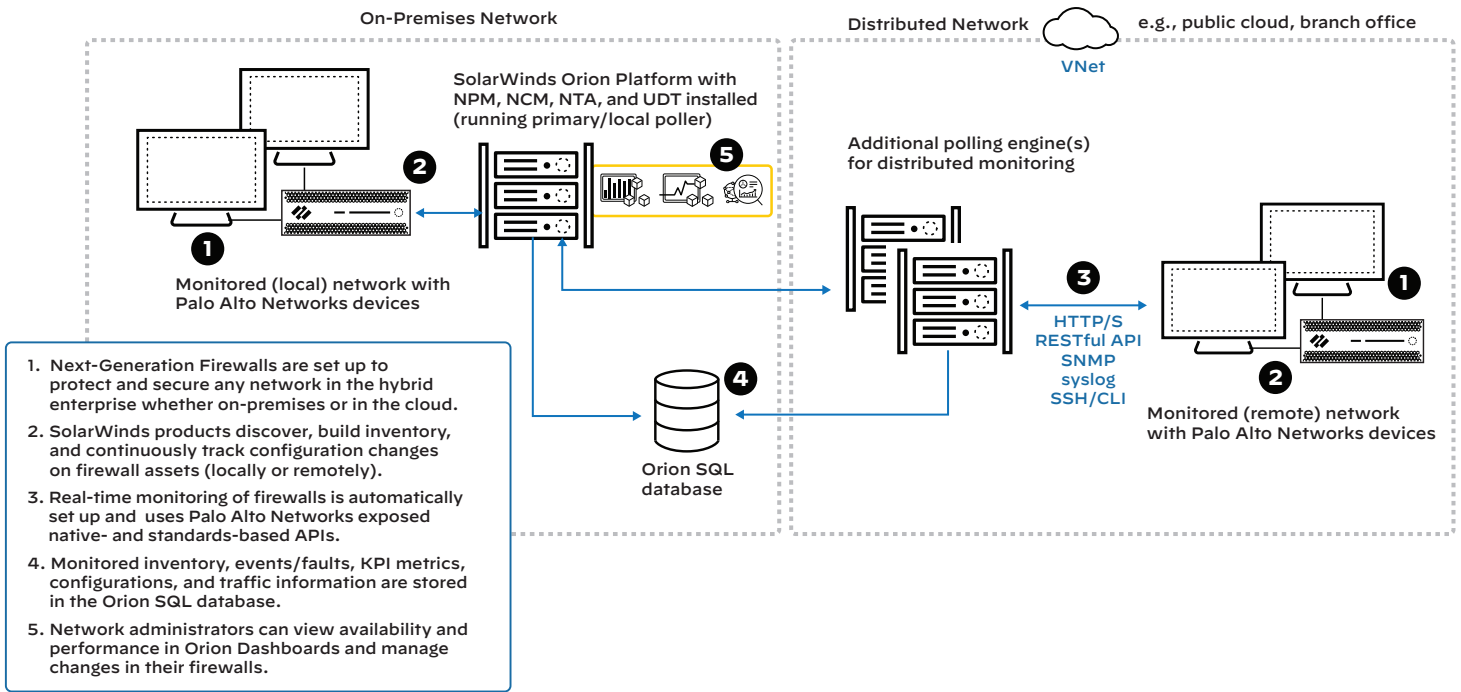 On-Premises Network
Distributed Network
e.g., public cloud, branch office
VNet
SolarWinds Orion Platform with
NPM, NCM, NTA, and UDT installed
(running primary/local poller)
5
2
1
Monitored (local) network with
Palo Alto Networks devices
Additional polling engine(s)
for distributed monitoring
3
HTTP/S
RESTful API
SNMP
syslog
SSH/CLI
1
2
Monitored (remote) network
with Palo Alto Networks devices
4
Orion SQL
database
1. Next-Generation Firewalls are set up to
protect and secure any network in the hybrid
enterprise whether on-premises or in the cloud.
2. SolarWinds products discover, build inventory,
and continuously track configuration changes
on firewall assets (locally or remotely).
3. Real-time monitoring of firewalls is automatically
set up and uses Palo Alto Networks exposed
native- and standards-based APIs.
4. Monitored inventory, events/faults, KPI metrics,
configurations, and traffic information are stored
in the Orion SQL database.
5. Network administrators can view availability and
performance in Orion Dashboards and manage
changes in their firewalls.